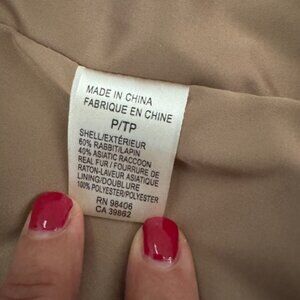 MADE IN CHINA
FABRIQUE EN CHINE
P/TP
SHELL/EXTÉRIEUR
60% RABBIT/LAPIN
40% ASIATIC RACCOON
REAL FUR / FOURRURE DE
RATON-LAVEUR ASIATIQUE
LINING/DOUBLURE
100% POLYESTER/POLYESTER
RN 98406
CA 39862